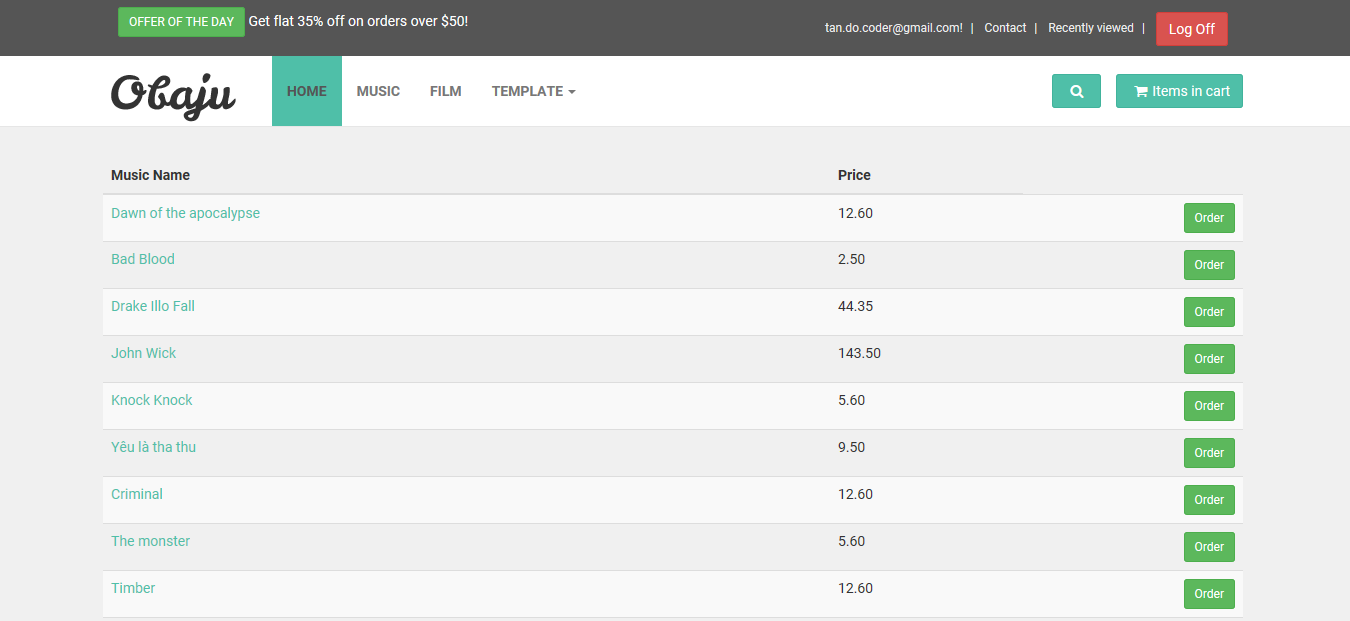 OFFER OF THE DAY Get flat 35% off on orders over $50!
tan.do.coder@gmail.com! | Contact | Recently viewed | Log Off
Obaju HOME MUSIC FILM TEMPLATE Items in cart
Music Name Price
Dawn of the apocalypse 12.60 Order
Bad Blood 2.50 Order
Drake Illo Fall 44.35 Order
John Wick 143.50 Order
Knock Knock 5.60 Order
Yêu là tha thu 9.50 Order
Criminal 12.60 Order
The monster 5.60 Order
Timber 12.60 Order